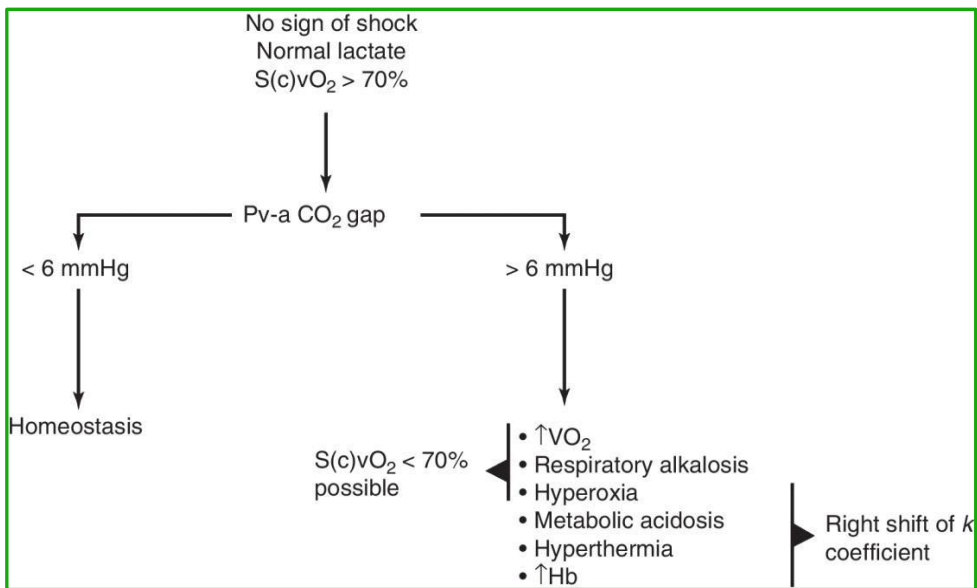 No sign of shock
Normal lactate
S(c)vO₂ > 70%
Pv-a CO₂ gap
< 6 mmHg
> 6 mmHg
Homeostasis
S(c)vO₂ < 70%
possible
• ↑VO₂
• Respiratory alkalosis
• Hyperoxia
• Metabolic acidosis
• Hyperthermia
• ↑Hb
Right shift of k
coefficient